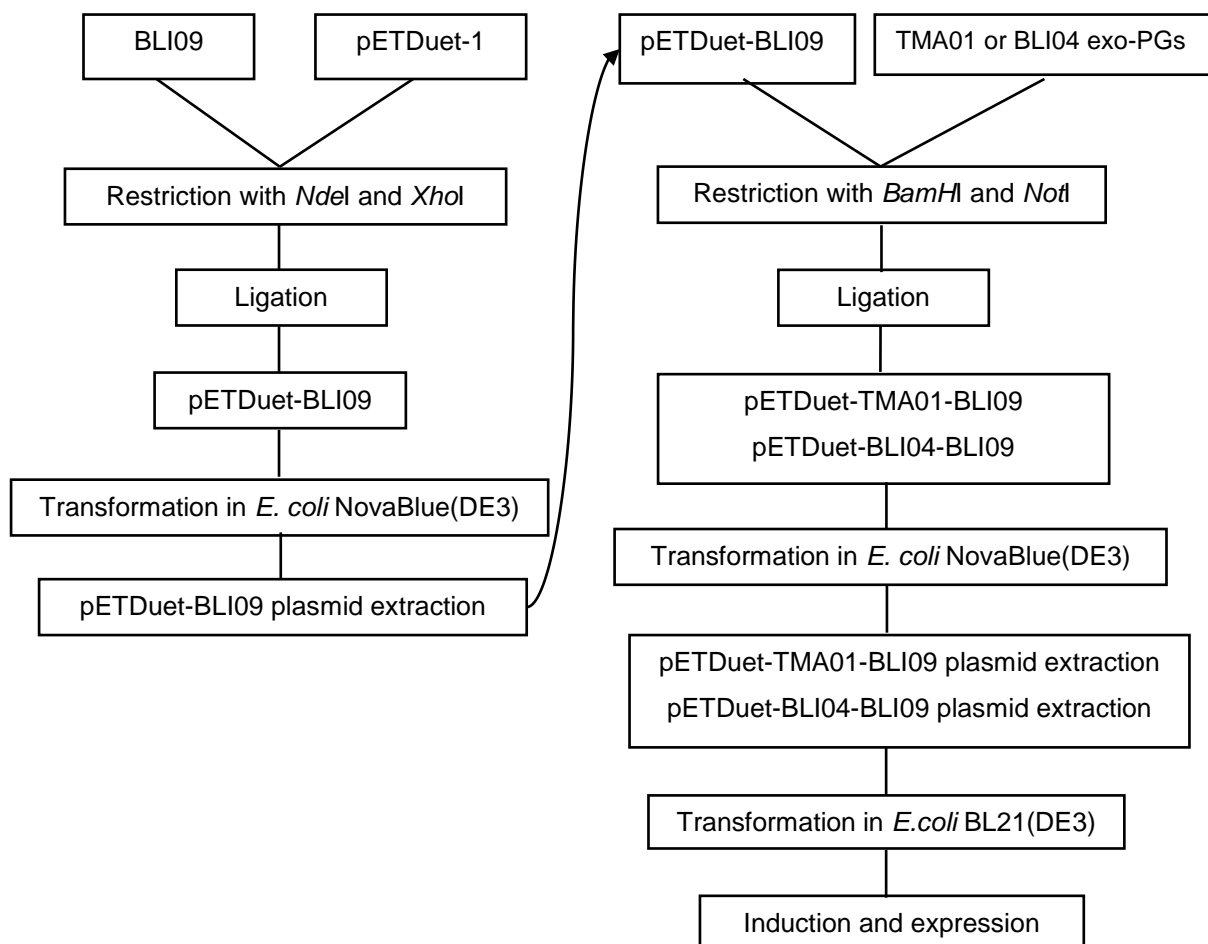 BLI09
pETDuet-1
Restriction with NdeI and XhoI
Ligation
pETDuet-BLI09
Transformation in E. coli NovaBlue(DE3)
pETDuet-BLI09 plasmid extraction
pETDuet-BLI09
TMA01 or BLI04 exo-PGs
Restriction with BamHI and NotI
Ligation
pETDuet-TMA01-BLI09
pETDuet-BLI04-BLI09
Transformation in E. coli NovaBlue(DE3)
pETDuet-TMA01-BLI09 plasmid extraction
pETDuet-BLI04-BLI09 plasmid extraction
Transformation in E.coli BL21(DE3)
Induction and expression